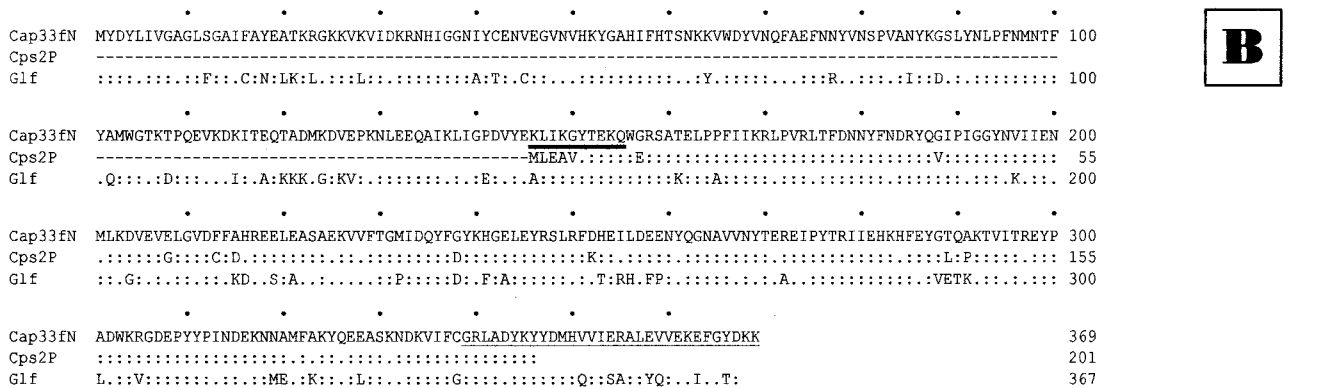 B
Cap33fN MYDYLIVGAGLSGAIFAYEATKRGKKVKVIDKRNHIGGNIYCENVEGVNVHKYGAHIFHTSNKKVWDYVNQFAEFNNYVNSPVANYKGSLYNLPFNMNTF 100
Cps2P ----------------------------------------------------------------------------------------------------
Glf ::::.:::.::F::.C:N:LK:L.:::L.:::::::::::A:T:.C::....::::::::::::::..:Y..:..:::.::R..::::.:I::D.::::::::::: 100
Cap33fN YAMWGTKTPQEVKDKITEQTADMKDVEPKNLEEQAIKLIGPDVYEKLIKGYTEKQWGRSATELPPFIIKRLPVRLTFDNNYFNDRYQGIPIGGYNVIIEN 200
Cps2P ---------------------------------------------MLEAV.:::::E::::::::::::::::::::::::::::::V:::::::::::: 55
Glf .Q::::.:D:::...I:.A:KKK.G:KV:.::::::::::E:..:A::::::::::::::K:::A::::::::::::::::.::::::::::::::.K.::. 200
Cap33fN MLKDVEVELGVDFFAHREELEASAEKVVFTGMIDQYFGYKHGELEYRSLRFDHEILDEENYQGNAVVNYTEREIPYTRIIEHKHFEYGTQAKTVITREYP 300
Cps2P .::::::G::::C:D.:::::::::::::::::::::D::::::::::::.K::::::::::::::::::::::::::::::::::::L:P.:::::::: 155
Glf ::.G:.:.::.::KD..S:A....:..::P:.:::::D:.F:A:::::::.:T:RH.FP..:::::::.:A..::::::::::::::VETK.:::::::: 300
Cap33fN ADWKRGDEPYYPINDEKNNAMFAKYQEEASKNDKVIFCGRLADYKYYDMHVVIERALEVVEKEFGYDKK 369
Cps2P ::::::::::::::::::::.:::.::.::::::.::::::::::: 201
Glf L.::V::::::::.:::.::ME.:K::..:L::.::::::G:::::::::::Q::SA::YQ:..I..T: 367